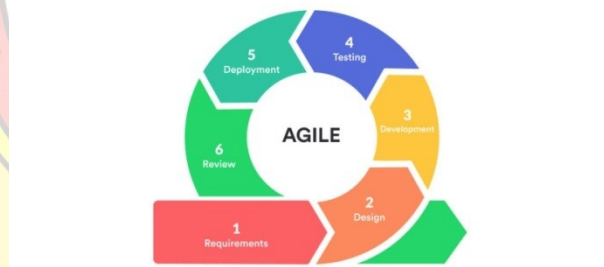 AGILE
1
Requirements
2
Design
3
Development
4
Testing
5
Deployment
6
Review